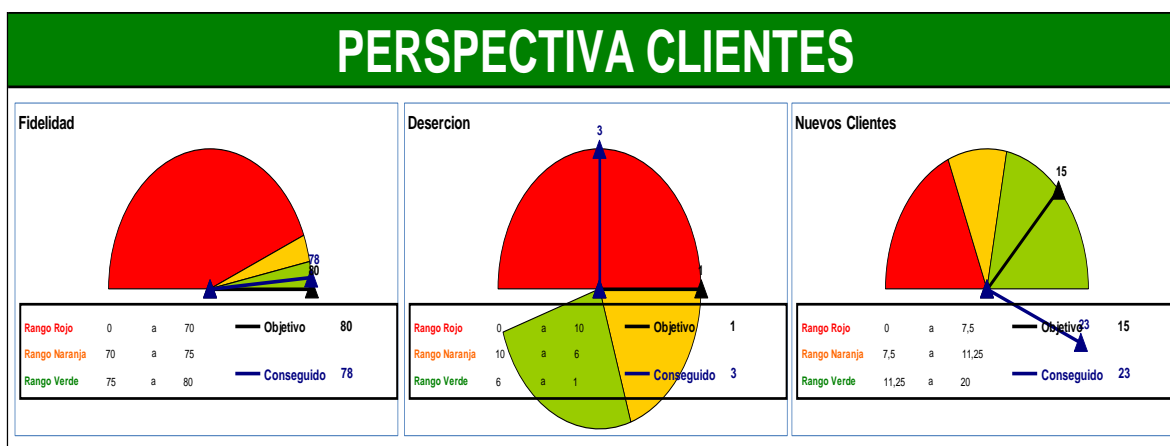 PERSPECTIVA CLIENTES
Fidelidad
78
80
Rango Rojo 0 a 70 Objetivo 80
Rango Naranja 70 a 75
Rango Verde 75 a 80 Conseguido 78
Desercion
3
1
Rango Rojo 0 a 10 Objetivo 1
Rango Naranja 10 a 6
Rango Verde 6 a 1 Conseguido 3
Nuevos Clientes
15
Rango Rojo 0 a 7,5 Objetivo 15
23
Rango Naranja 7,5 a 11,25
Rango Verde 11,25 a 20 Conseguido 23